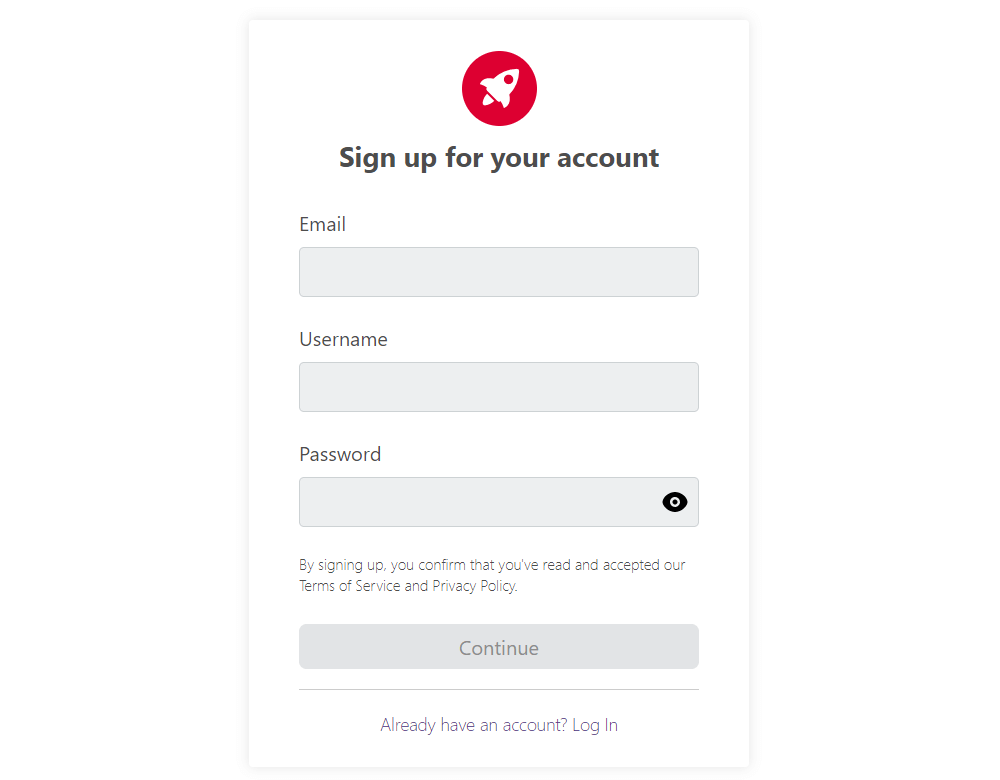 Sign up for your account
Email
Username
Password
By signing up, you confirm that you've read and accepted our
Terms of Service and Privacy Policy.
Continue
Already have an account? Log In